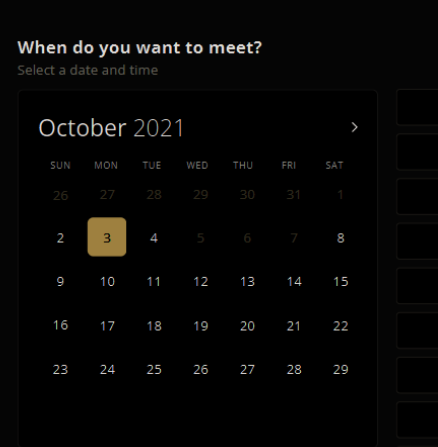 When do you want to meet?
Select a date and time
October 2021
SUN MON TUE WED THU FRI SAT
26 27 28 29 30 31 1
2 3 4 5 6 7 8
9 10 11 12 13 14 15
16 17 18 19 20 21 22
23 24 25 26 27 28 29